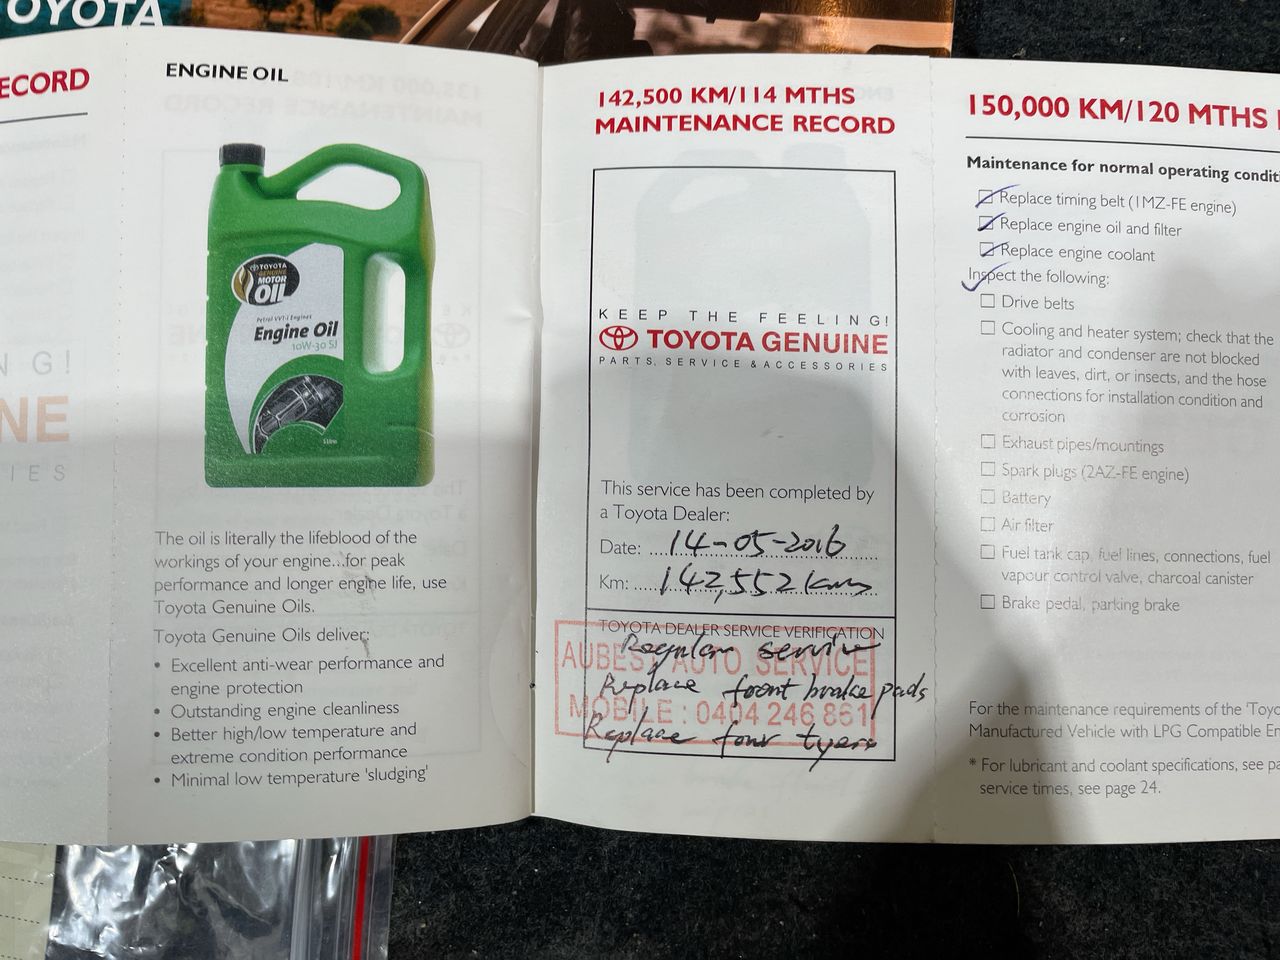 TOYOTA
ECORD
N G!
NE
IES
ENGINE OIL
TOYOTA
GENUINE
MOTOR
OIL
Petrol VVT-i Engines
Engine Oil
10W-30 SJ
5 Litre
The oil is literally the lifeblood of the
workings of your engine...for peak
performance and longer engine life, use
Toyota Genuine Oils.
Toyota Genuine Oils deliver:
• Excellent anti-wear performance and
engine protection
• Outstanding engine cleanliness
• Better high/low temperature and
extreme condition performance
• Minimal low temperature 'sludging'
142,500 KM/114 MTHS
MAINTENANCE RECORD
KEEP THE FEELING!
TOYOTA GENUINE
PARTS, SERVICE & ACCESSORIES
This service has been completed by
a Toyota Dealer:
Date: 14-05-2016
Km: 142,552 kms
TOYOTA DEALER SERVICE VERIFICATION
Regular service
AUBEST AUTO SERVICE
Replace front brake pads
MOBILE : 0404 246 861
Replace four tyers
150,000 KM/120 MTHS
Maintenance for normal operating conditi
Replace timing belt (1MZ-FE engine)
Replace engine oil and filter
Replace engine coolant
Inspect the following:
Drive belts
Cooling and heater system; check that the
radiator and condenser are not blocked
with leaves, dirt, or insects, and the hose
connections for installation condition and
corrosion
Exhaust pipes/mountings
Spark plugs (2AZ-FE engine)
Battery
Air filter
Fuel tank cap, fuel lines, connections, fuel
vapour control valve, charcoal canister
Brake pedal, parking brake
For the maintenance requirements of the 'Toyo
Manufactured Vehicle with LPG Compatible En
* For lubricant and coolant specifications, see pa
service times, see page 24.